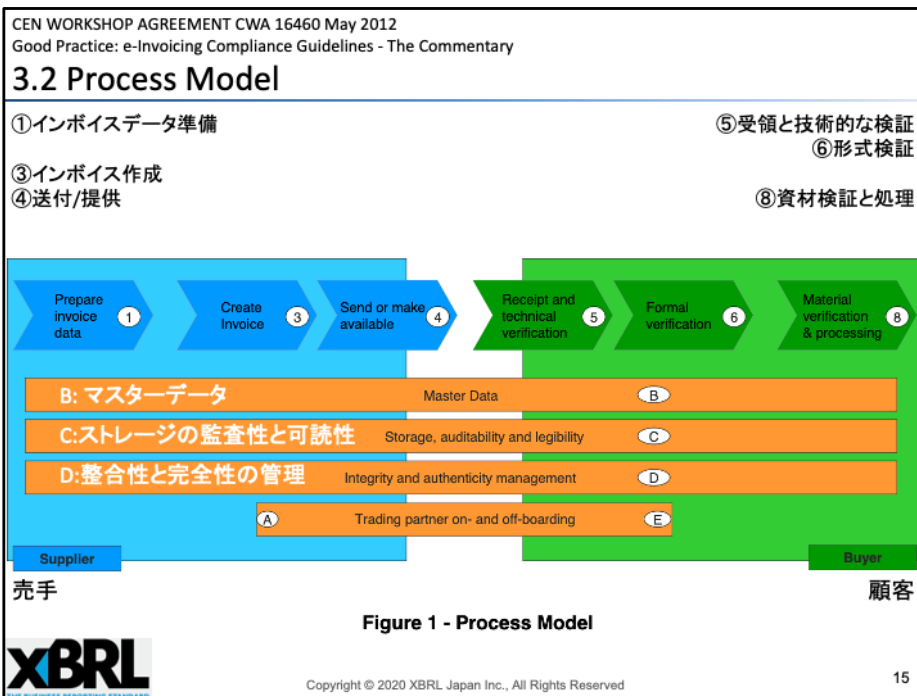 CEN WORKSHOP AGREEMENT CWA 16460 May 2012
Good Practice: e-Invoicing Compliance Guidelines - The Commentary
3.2 Process Model
①インボイスデータ準備
③インボイス作成
④送付/提供
⑤受領と技術的な検証
⑥形式検証
⑧資材検証と処理
Prepare
invoice
data
1
Create
Invoice
3
Send or make
available
4
Receipt and
technical
verification
5
Formal
verification
6
Material
verification
& processing
8
B: マスターデータ
Master Data
B
C:ストレージの監査性と可読性
Storage, auditability and legibility
C
D:整合性と完全性の管理
Integrity and authenticity management
D
A
Trading partner on- and off-boarding
E
Supplier
Buyer
売手
顧客
Figure 1 - Process Model
XBRL
THE BUSINESS REPORTING STANDARD
Copyright © 2020 XBRL Japan Inc., All Rights Reserved
15